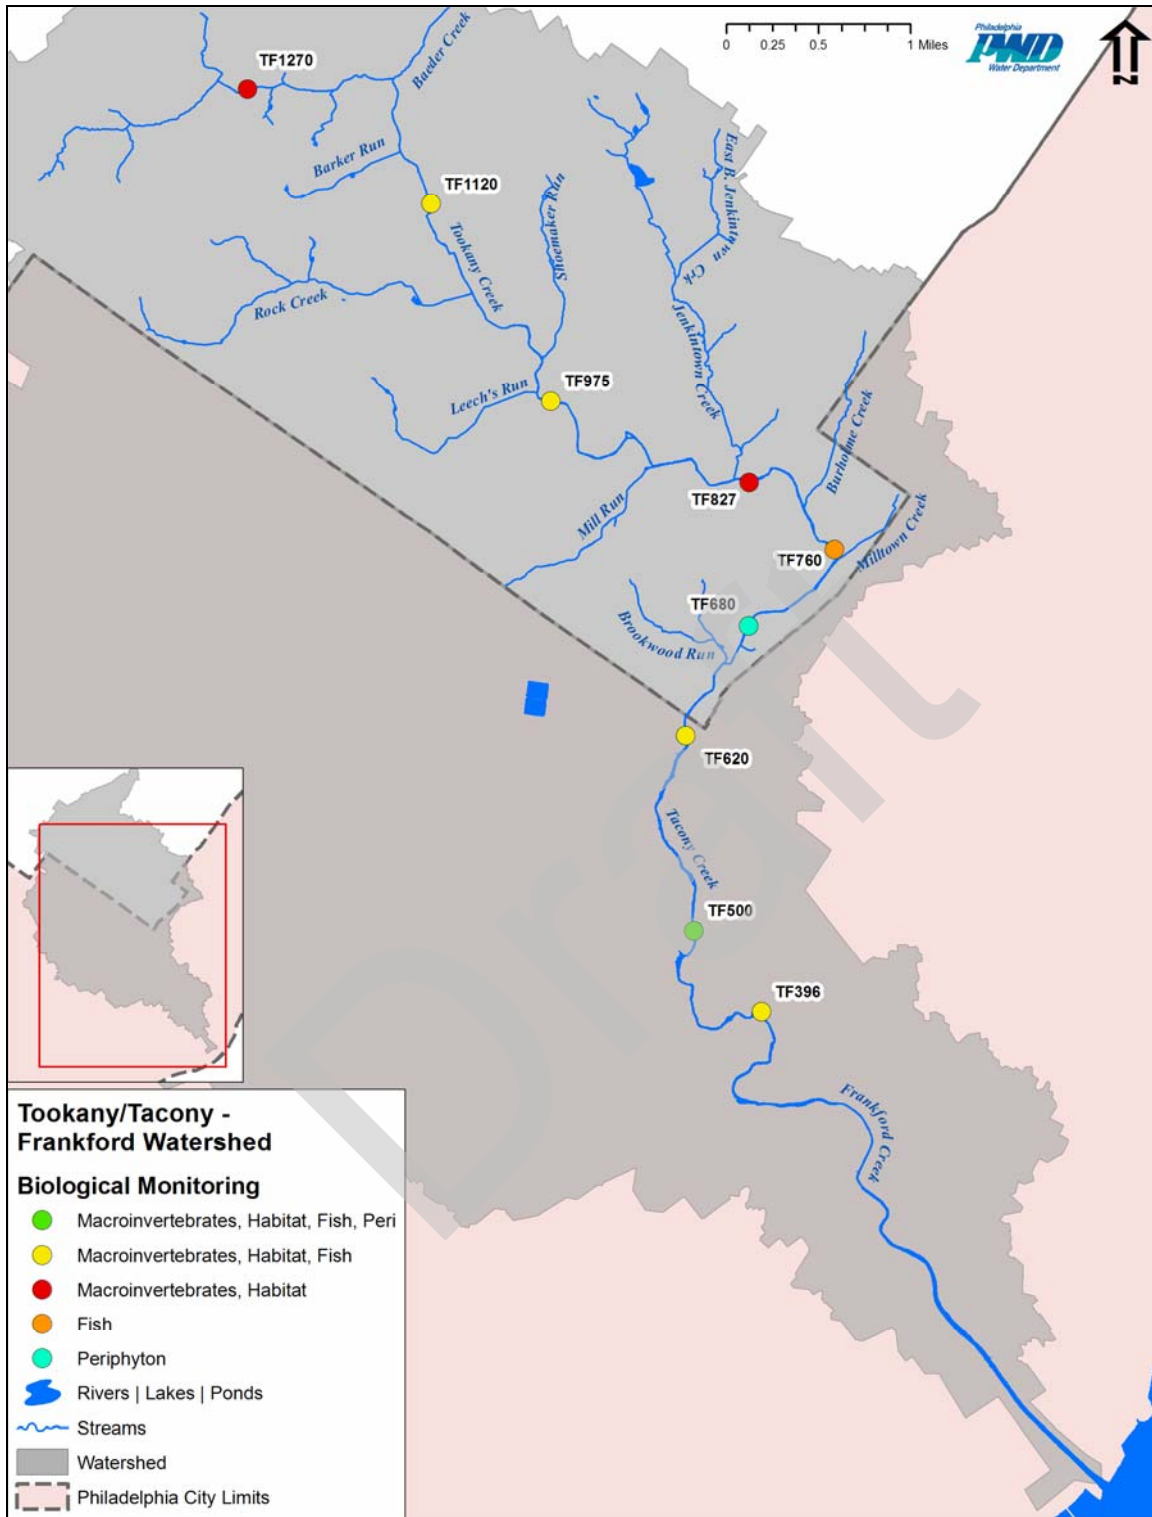 Philadelphia
PWD
Water Department
0 0.25 0.5 1 Miles
N
TF1270
Baeder Creek
Barker Run
TF1120
Tookany Creek
Shoemaker Run
East B. Jenkintown Crk
Rock Creek
Jenkintown Creek
TF975
Leech's Run
Burholme Creek
TF827
Mill Run
Milltown Creek
TF760
TF680
Brookwood Run
TF620
Tacony Creek
TF500
TF396
Frankford Creek
Draft
Tookany/Tacony -
Frankford Watershed
Biological Monitoring
Macroinvertebrates, Habitat, Fish, Peri
Macroinvertebrates, Habitat, Fish
Macroinvertebrates, Habitat
Fish
Periphyton
Rivers | Lakes | Ponds
Streams
Watershed
Philadelphia City Limits